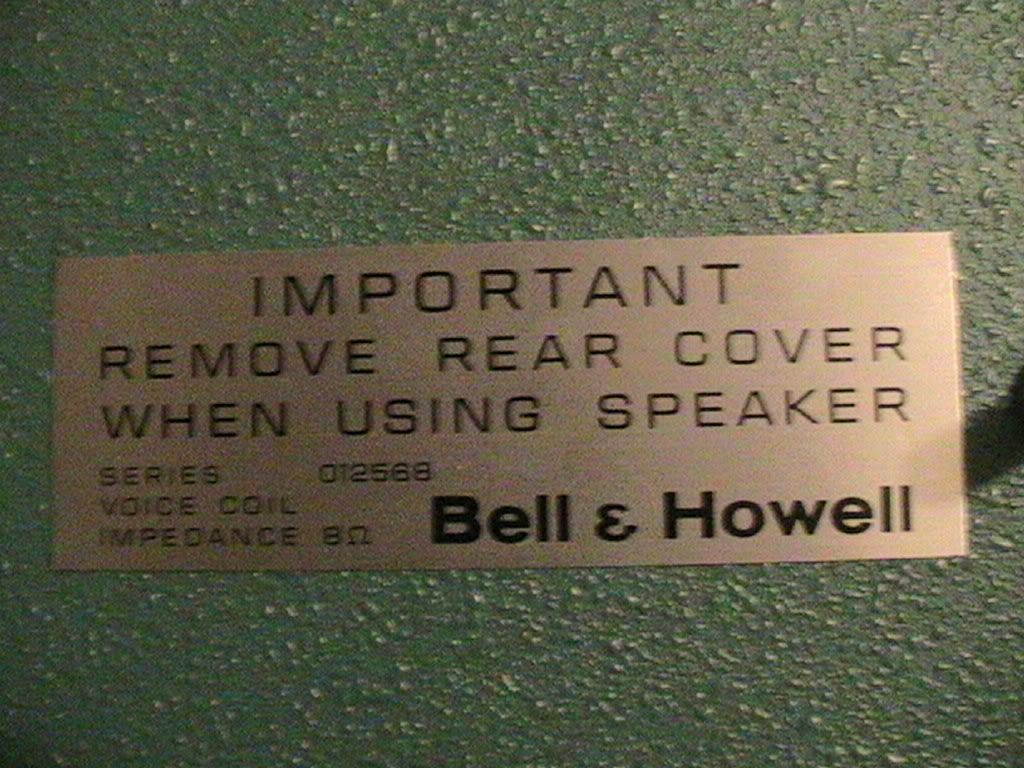 IMPORTANT
REMOVE REAR COVER
WHEN USING SPEAKER
SERIES 012568
VOICE COIL
IMPEDANCE 8Ω
Bell & Howell